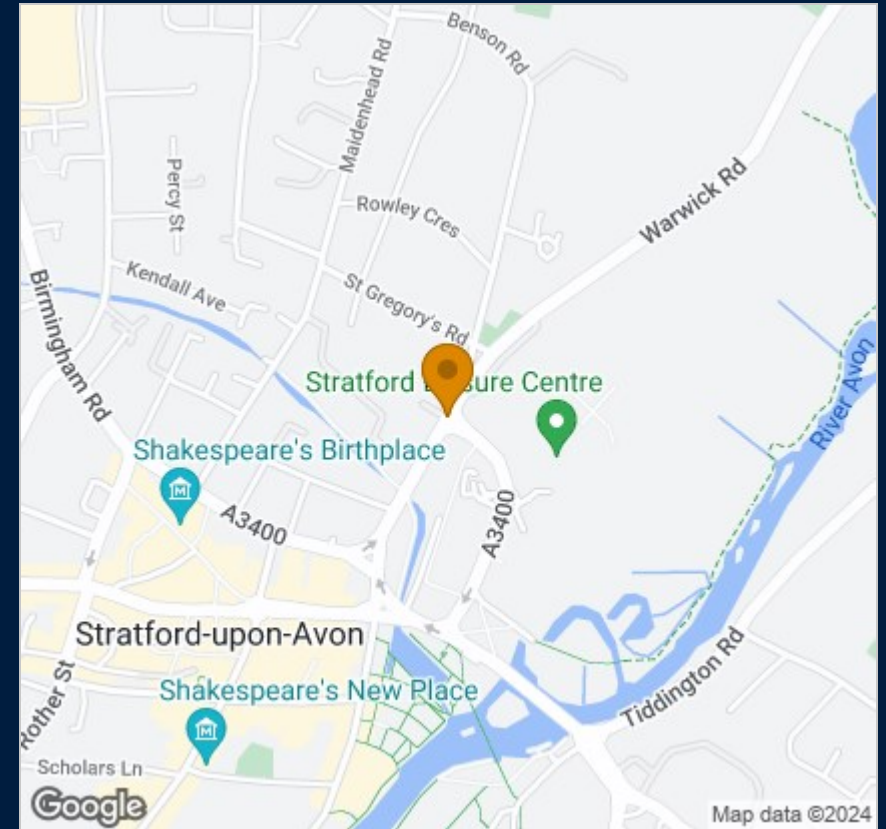 Benson Rd
Maidenhead Rd
Percy St
Rowley Cres
Warwick Rd
Kendall Ave
St Gregory's Rd
Birmingham Rd
Stratford Leisure Centre
River Avon
Shakespeare's Birthplace
A3400
A3400
Stratford-upon-Avon
Rother St
Tiddington Rd
Shakespeare's New Place
Scholars Ln
Google
Map data ©2024